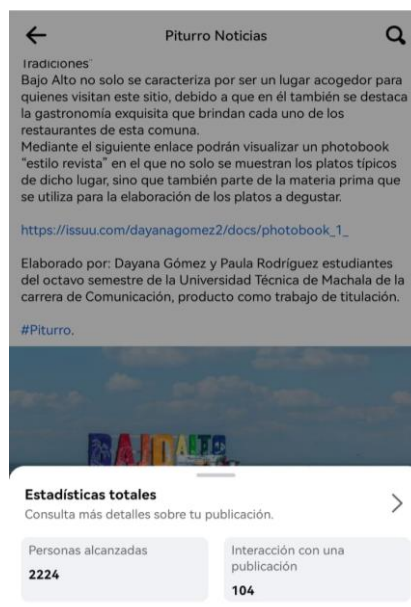 Piturro Noticias
Tradiciones"
Bajo Alto no solo se caracteriza por ser un lugar acogedor para
quienes visitan este sitio, debido a que en él también se destaca
la gastronomía exquisita que brindan cada uno de los
restaurantes de esta comuna.
Mediante el siguiente enlace podrán visualizar un photobook
“estilo revista” en el que no solo se muestran los platos típicos
de dicho lugar, sino que también parte de la materia prima que
se utiliza para la elaboración de los platos a degustar.
https://issuu.com/dayanagomez2/docs/photobook_1_
Elaborado por: Dayana Gómez y Paula Rodríguez estudiantes
del octavo semestre de la Universidad Técnica de Machala de la
carrera de Comunicación, producto como trabajo de titulación.
#Piturro.
BAJOALTO
Estadísticas totales
Consulta más detalles sobre tu publicación.
Personas alcanzadas
2224
Interacción con una
publicación
104